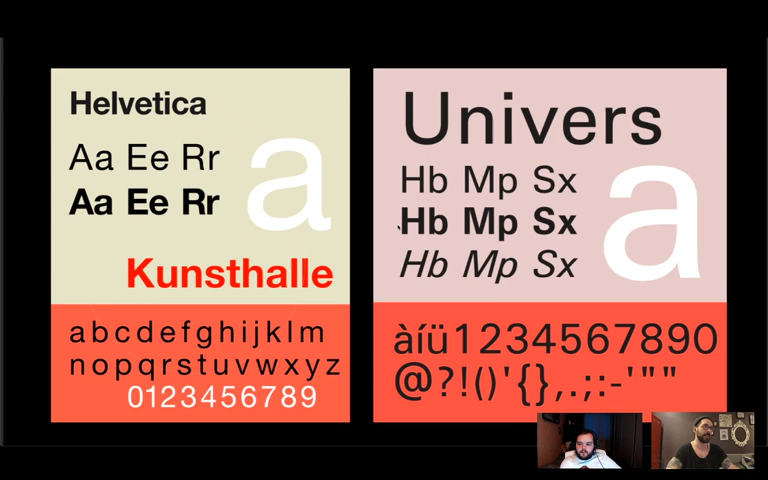 Helvetica
Aa Ee Rr
Aa Ee Rr
a
Kunsthalle
abcdefghijklm
nopqrstuvwxyz
0123456789
Univers
Hb Mp Sx
Hb Mp Sx
Hb Mp Sx
a
àíü1234567890
@?!()'{},.;:-'""